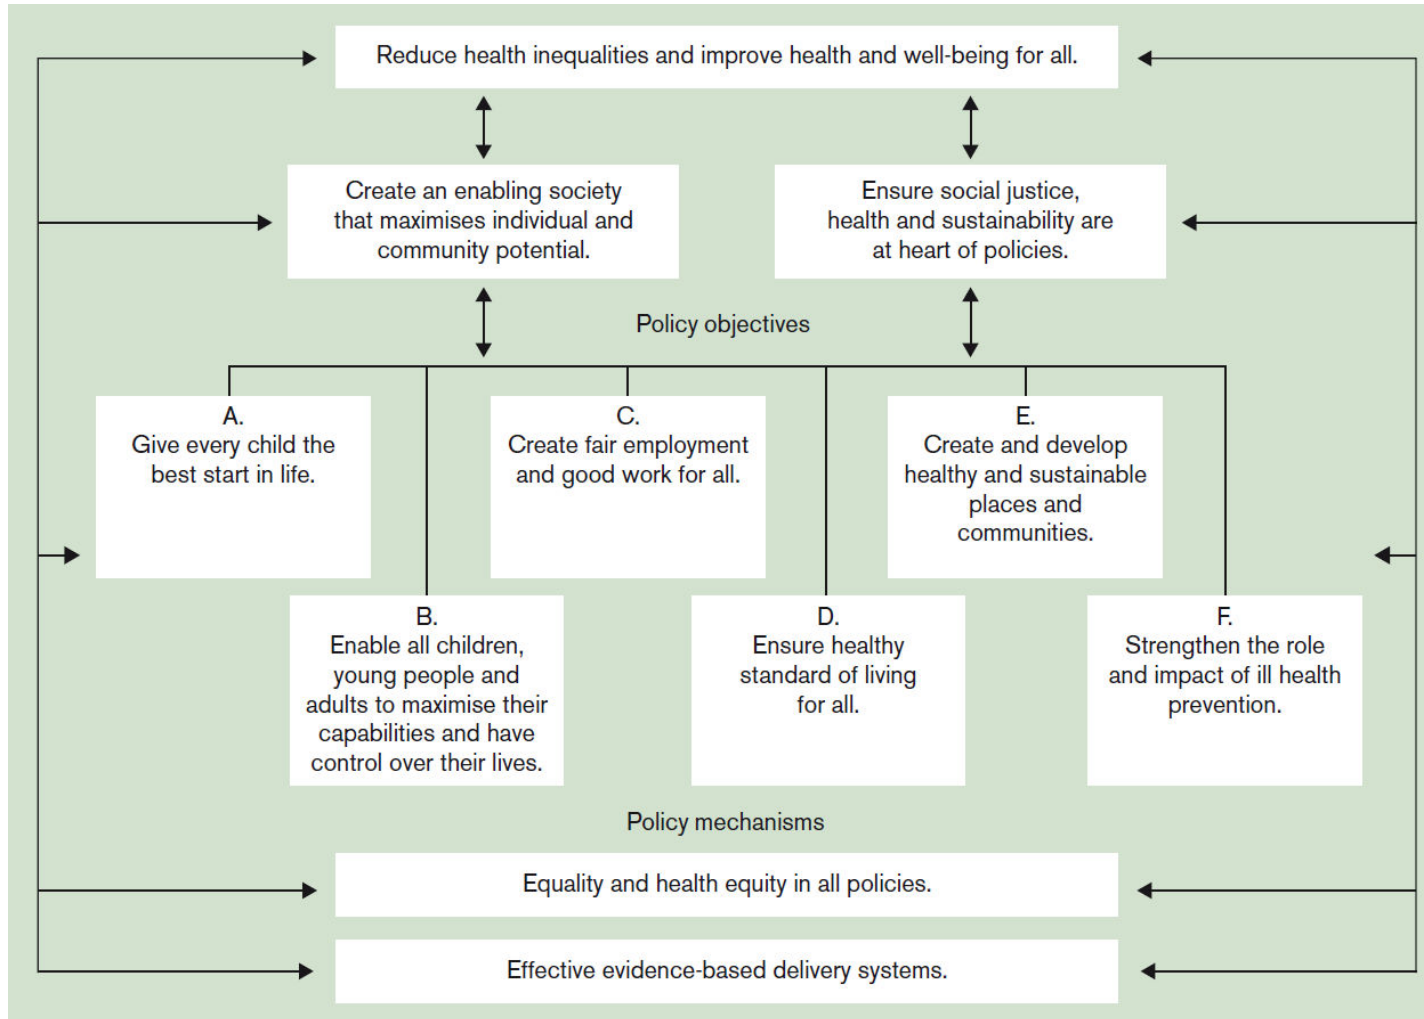 Reduce health inequalities and improve health and well-being for all.
Create an enabling society
that maximises individual and
community potential.
Ensure social justice,
health and sustainability are
at heart of policies.
Policy objectives
A.
Give every child the
best start in life.
C.
Create fair employment
and good work for all.
E.
Create and develop
healthy and sustainable
places and
communities.
B.
Enable all children,
young people and
adults to maximise their
capabilities and have
control over their lives.
D.
Ensure healthy
standard of living
for all.
F.
Strengthen the role
and impact of ill health
prevention.
Policy mechanisms
Equality and health equity in all policies.
Effective evidence-based delivery systems.